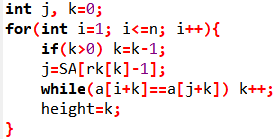 int j, k=0;
for(int i=1; i<=n; i++){
if(k>0) k=k-1;
j=SA[rk[k]-1];
while(a[i+k]==a[j+k]) k++;
height=k;
}